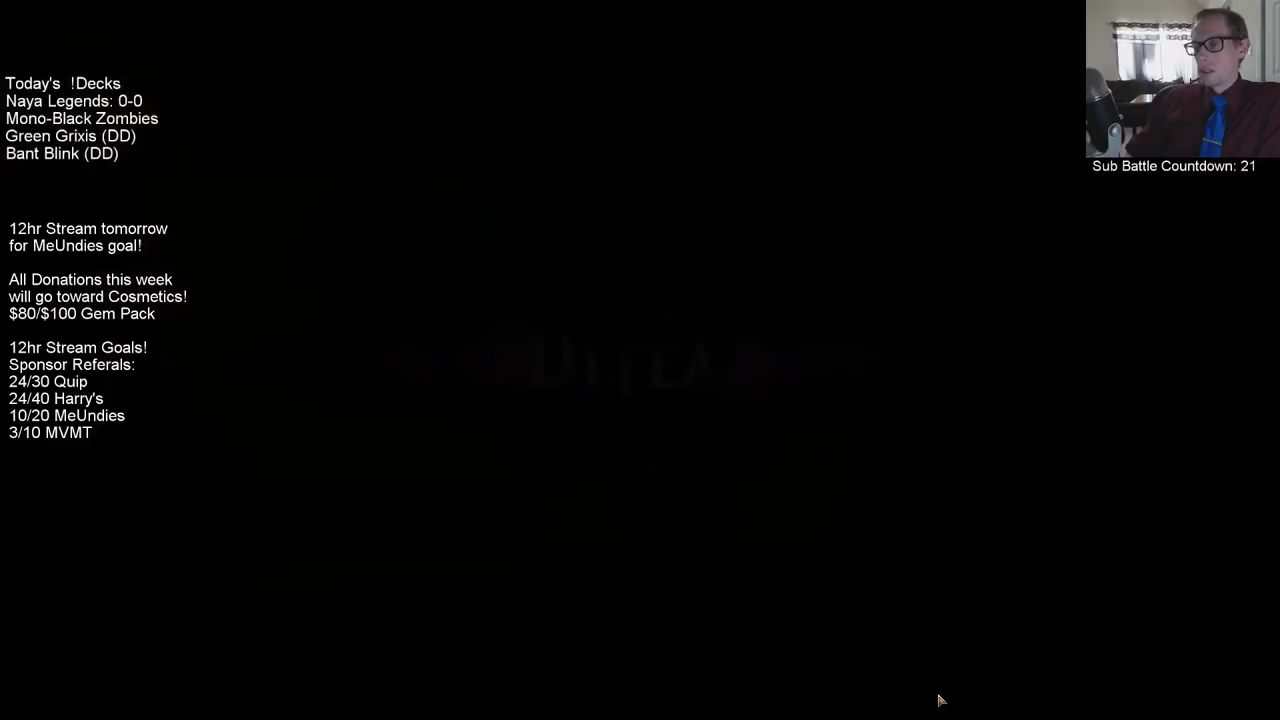 Today's  !Decks
Naya Legends: 0-0
Mono-Black Zombies
Green Grixis (DD)
Bant Blink (DD)
Sub Battle Countdown: 21
12hr Stream tomorrow
for MeUndies goal!
All Donations this week
will go toward Cosmetics!
$80/$100 Gem Pack
12hr Stream Goals!
Sponsor Referals:
24/30 Quip
24/40 Harry's
10/20 MeUndies
3/10 MVMT